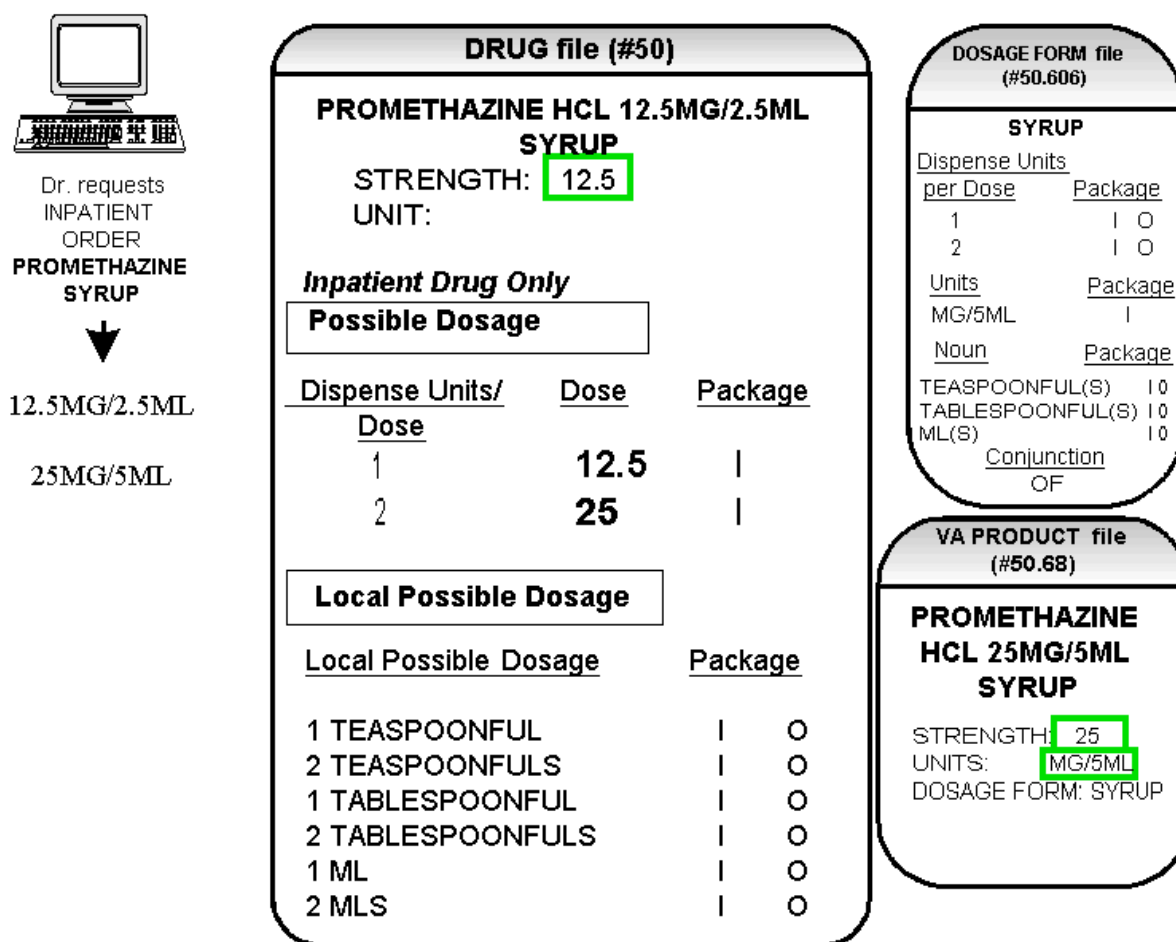 Dr. requests
INPATIENT
ORDER
PROMETHAZINE
SYRUP
12.5MG/2.5ML
25MG/5ML
DRUG file (#50)
PROMETHAZINE HCL 12.5MG/2.5ML
SYRUP
STRENGTH: 12.5
UNIT:
Inpatient Drug Only
Possible Dosage
Dispense Units/ Dose Package
Dose
1 12.5 I
2 25 I
Local Possible Dosage
Local Possible Dosage Package
1 TEASPOONFUL I O
2 TEASPOONFULS I O
1 TABLESPOONFUL I O
2 TABLESPOONFULS I O
1 ML I O
2 MLS I O
DOSAGE FORM file
(#50.606)
SYRUP
Dispense Units
per Dose Package
1 I O
2 I O
Units Package
MG/5ML I
Noun Package
TEASPOONFUL(S) I 0
TABLESPOONFUL(S) I 0
ML(S) I 0
Conjunction
OF
VA PRODUCT file
(#50.68)
PROMETHAZINE
HCL 25MG/5ML
SYRUP
STRENGTH: 25
UNITS: MG/5ML
DOSAGE FORM: SYRUP